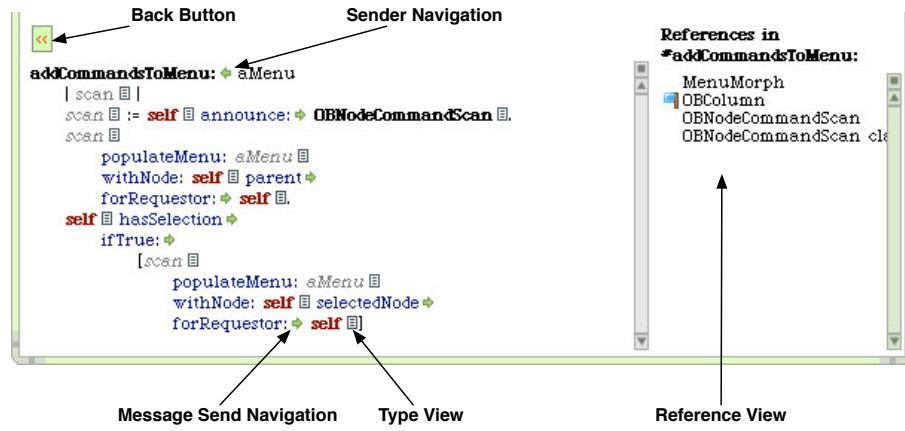 Back Button
Sender Navigation
<<
addCommandsToMenu: aMenu
| scan |
scan := self announce: OBNodeCommandScan .
scan
populateMenu: aMenu
withNode: self parent
forRequestor: self .
self hasSelection
ifTrue:
[scan
populateMenu: aMenu
withNode: self selectedNode
forRequestor: self ]
References in
*addCommandsToMenu:
MenuMorph
OBColumn
OBNodeCommandScan
OBNodeCommandScan cla
Message Send Navigation
Type View
Reference View